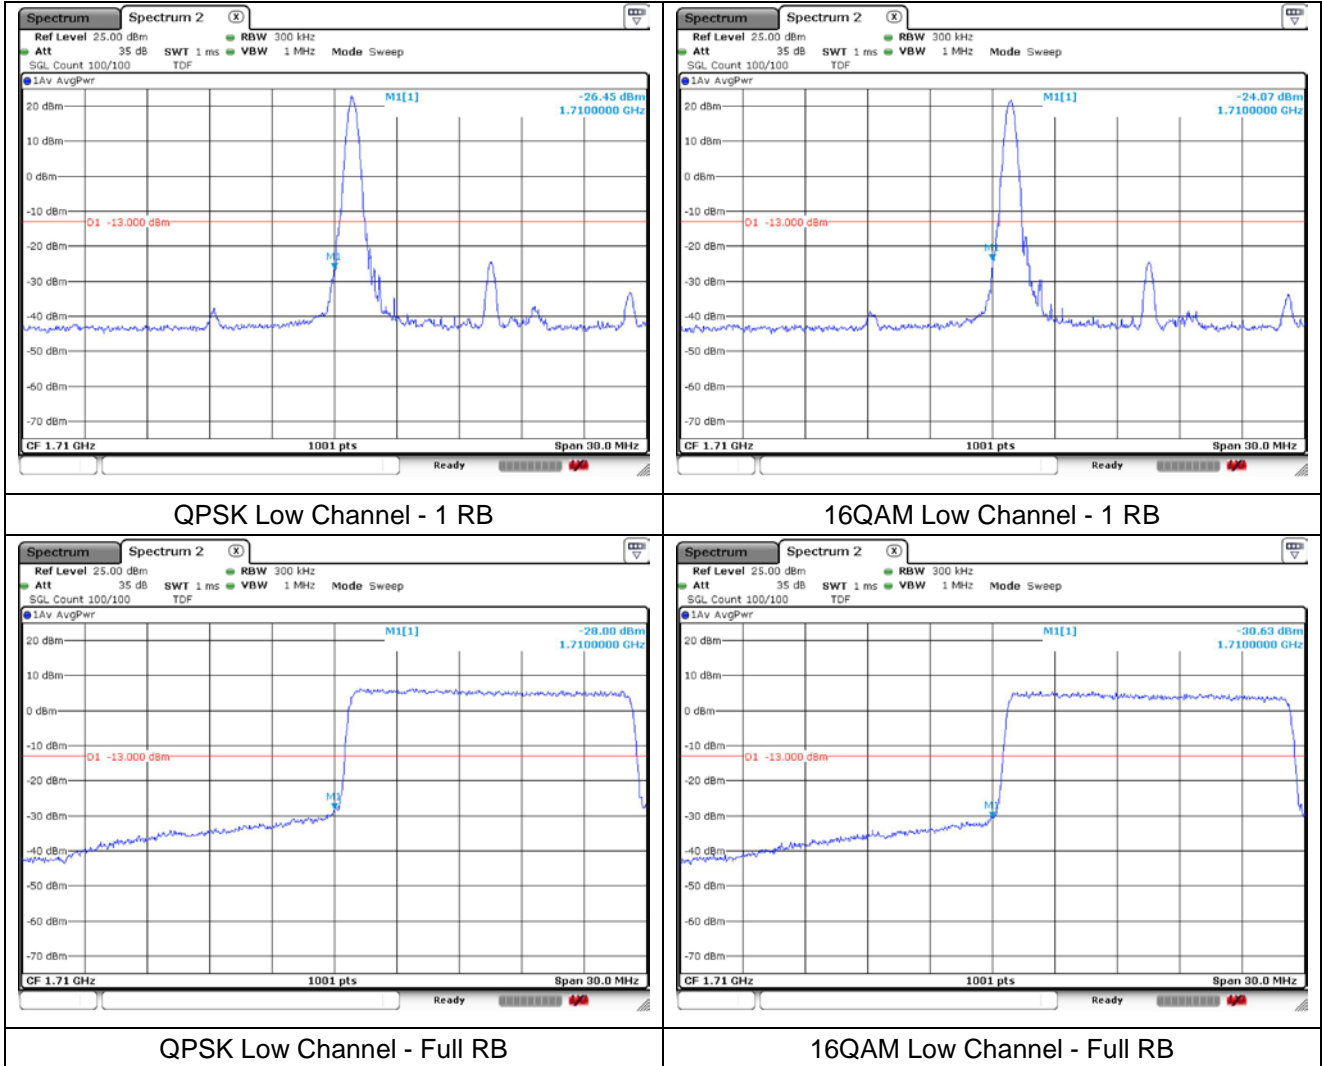 Spectrum Spectrum 2 X
Ref Level 25.00 dBm RBW 300 kHz
Att 35 dB SWT 1 ms VBW 1 MHz Mode Sweep
SGL Count 100/100 TDF
1Av AvgPwr
M1[1] -26.45 dBm
1.7100000 GHz
20 dBm
10 dBm
0 dBm
-10 dBm
D1 -13.000 dBm
-20 dBm
M1
-30 dBm
-40 dBm
-50 dBm
-60 dBm
-70 dBm
CF 1.71 GHz 1001 pts Span 30.0 MHz
Ready
QPSK Low Channel - 1 RB
Spectrum Spectrum 2 X
Ref Level 25.00 dBm RBW 300 kHz
Att 35 dB SWT 1 ms VBW 1 MHz Mode Sweep
SGL Count 100/100 TDF
1Av AvgPwr
M1[1] -24.07 dBm
1.7100000 GHz
20 dBm
10 dBm
0 dBm
-10 dBm
D1 -13.000 dBm
-20 dBm
M1
-30 dBm
-40 dBm
-50 dBm
-60 dBm
-70 dBm
CF 1.71 GHz 1001 pts Span 30.0 MHz
Ready
16QAM Low Channel - 1 RB
Spectrum Spectrum 2 X
Ref Level 25.00 dBm RBW 300 kHz
Att 35 dB SWT 1 ms VBW 1 MHz Mode Sweep
SGL Count 100/100 TDF
1Av AvgPwr
M1[1] -28.00 dBm
1.7100000 GHz
20 dBm
10 dBm
0 dBm
-10 dBm
D1 -13.000 dBm
-20 dBm
M1
-30 dBm
-40 dBm
-50 dBm
-60 dBm
-70 dBm
CF 1.71 GHz 1001 pts Span 30.0 MHz
Ready
QPSK Low Channel - Full RB
Spectrum Spectrum 2 X
Ref Level 25.00 dBm RBW 300 kHz
Att 35 dB SWT 1 ms VBW 1 MHz Mode Sweep
SGL Count 100/100 TDF
1Av AvgPwr
M1[1] -30.63 dBm
1.7100000 GHz
20 dBm
10 dBm
0 dBm
-10 dBm
D1 -13.000 dBm
-20 dBm
M1
-30 dBm
-40 dBm
-50 dBm
-60 dBm
-70 dBm
CF 1.71 GHz 1001 pts Span 30.0 MHz
Ready
16QAM Low Channel - Full RB